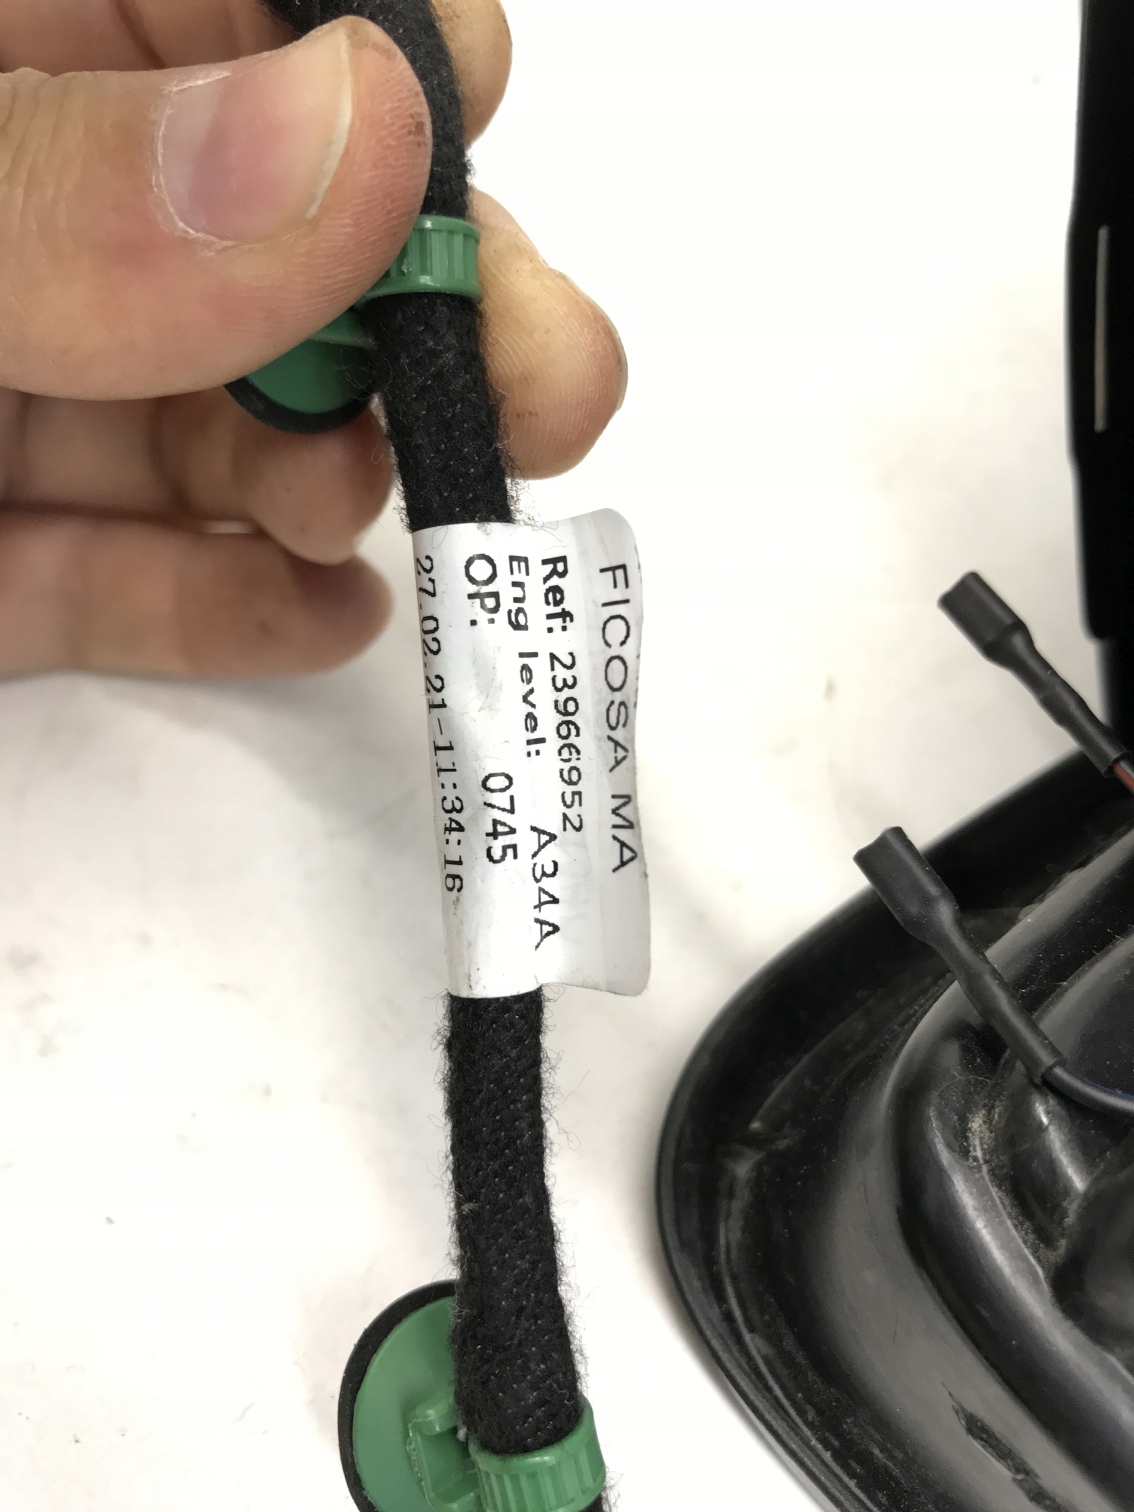 FICOSA MA
Ref: 23966952
Eng level: A34A
OP: 0745
27.02.21-11:34:16